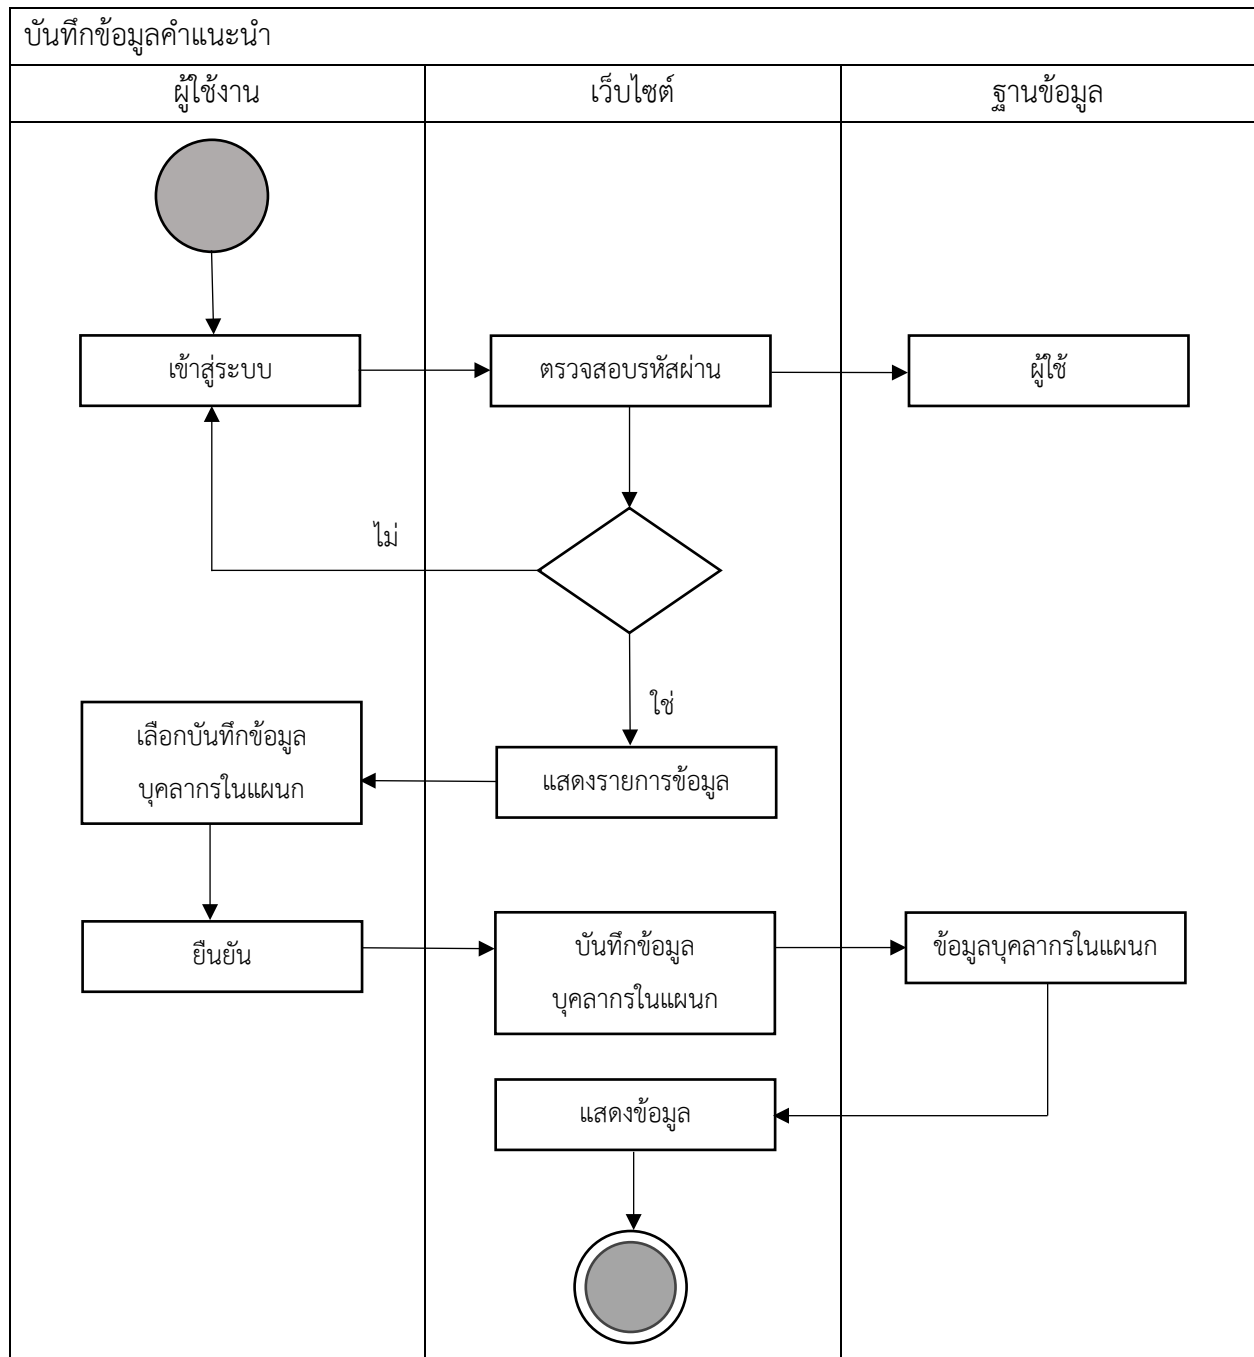 บันทึกข้อมูลคำแนะนำ
ผู้ใช้งาน
เว็บไซต์
ฐานข้อมูล
เข้าสู่ระบบ
ตรวจสอบรหัสผ่าน
ผู้ใช้
ไม่
ใช่
เลือกบันทึกข้อมูล
บุคลากรในแผนก
แสดงรายการข้อมูล
ยืนยัน
บันทึกข้อมูล
บุคลากรในแผนก
ข้อมูลบุคลากรในแผนก
แสดงข้อมูล